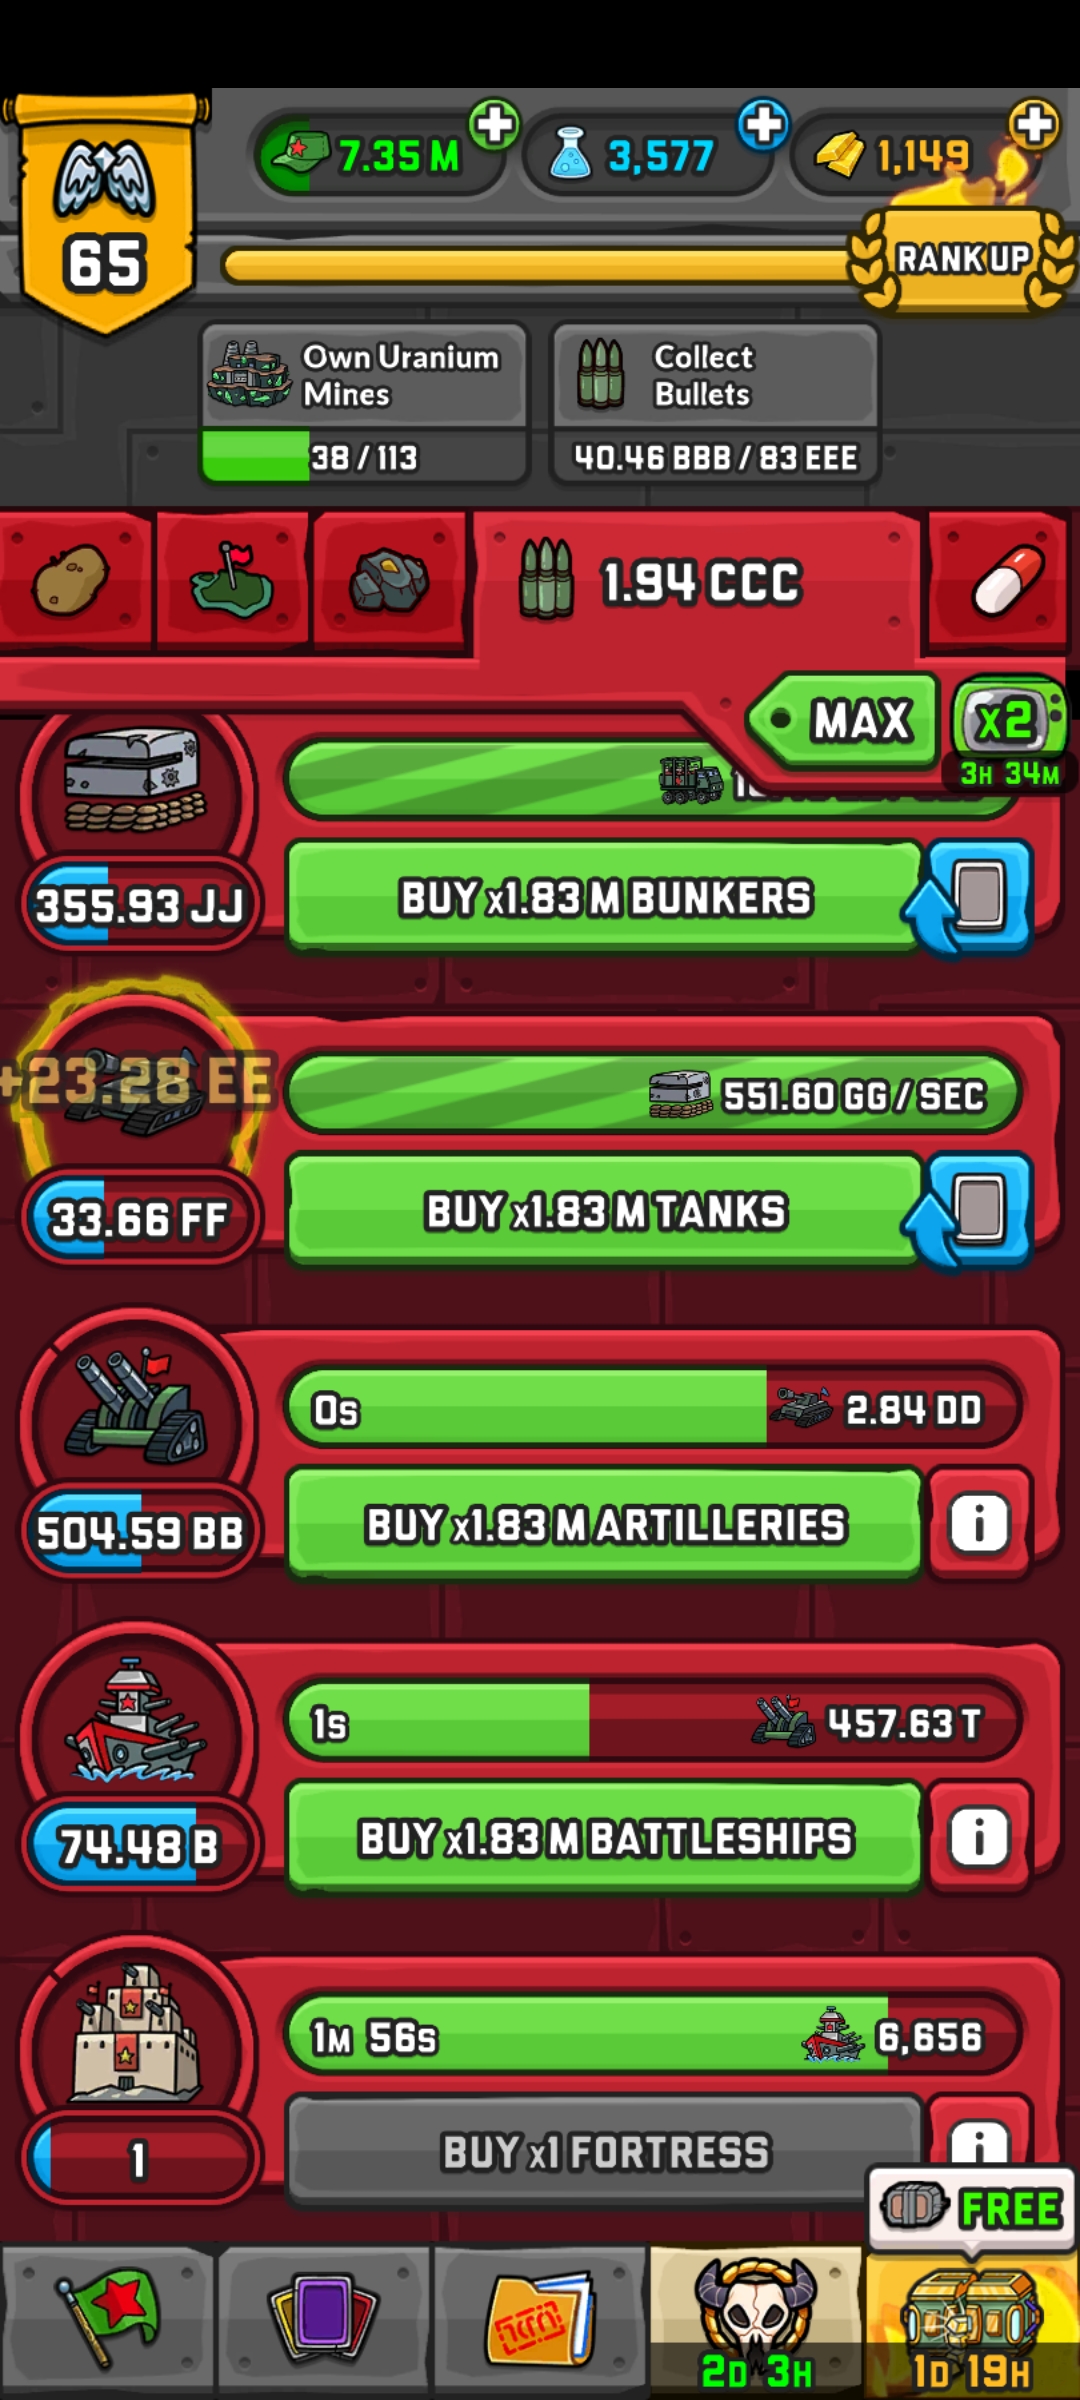 7.35 M
3,577
1,149
65
RANK UP
Own Uranium
Mines
38 / 113
Collect
Bullets
40.46 BBB / 83 EEE
1.94 CCC
MAX
x2
3H 34M
355.93 JJ
BUY x1.83 M BUNKERS
+23.28 EE
551.60 GG / SEC
33.66 FF
BUY x1.83 M TANKS
0s
2.84 DD
504.59 BB
BUY x1.83 M ARTILLERIES
i
1s
457.63 T
74.48 B
BUY x1.83 M BATTLESHIPS
i
1M 56s
6,656
1
BUY x1 FORTRESS
i
FREE
2D 3H
1D 19H